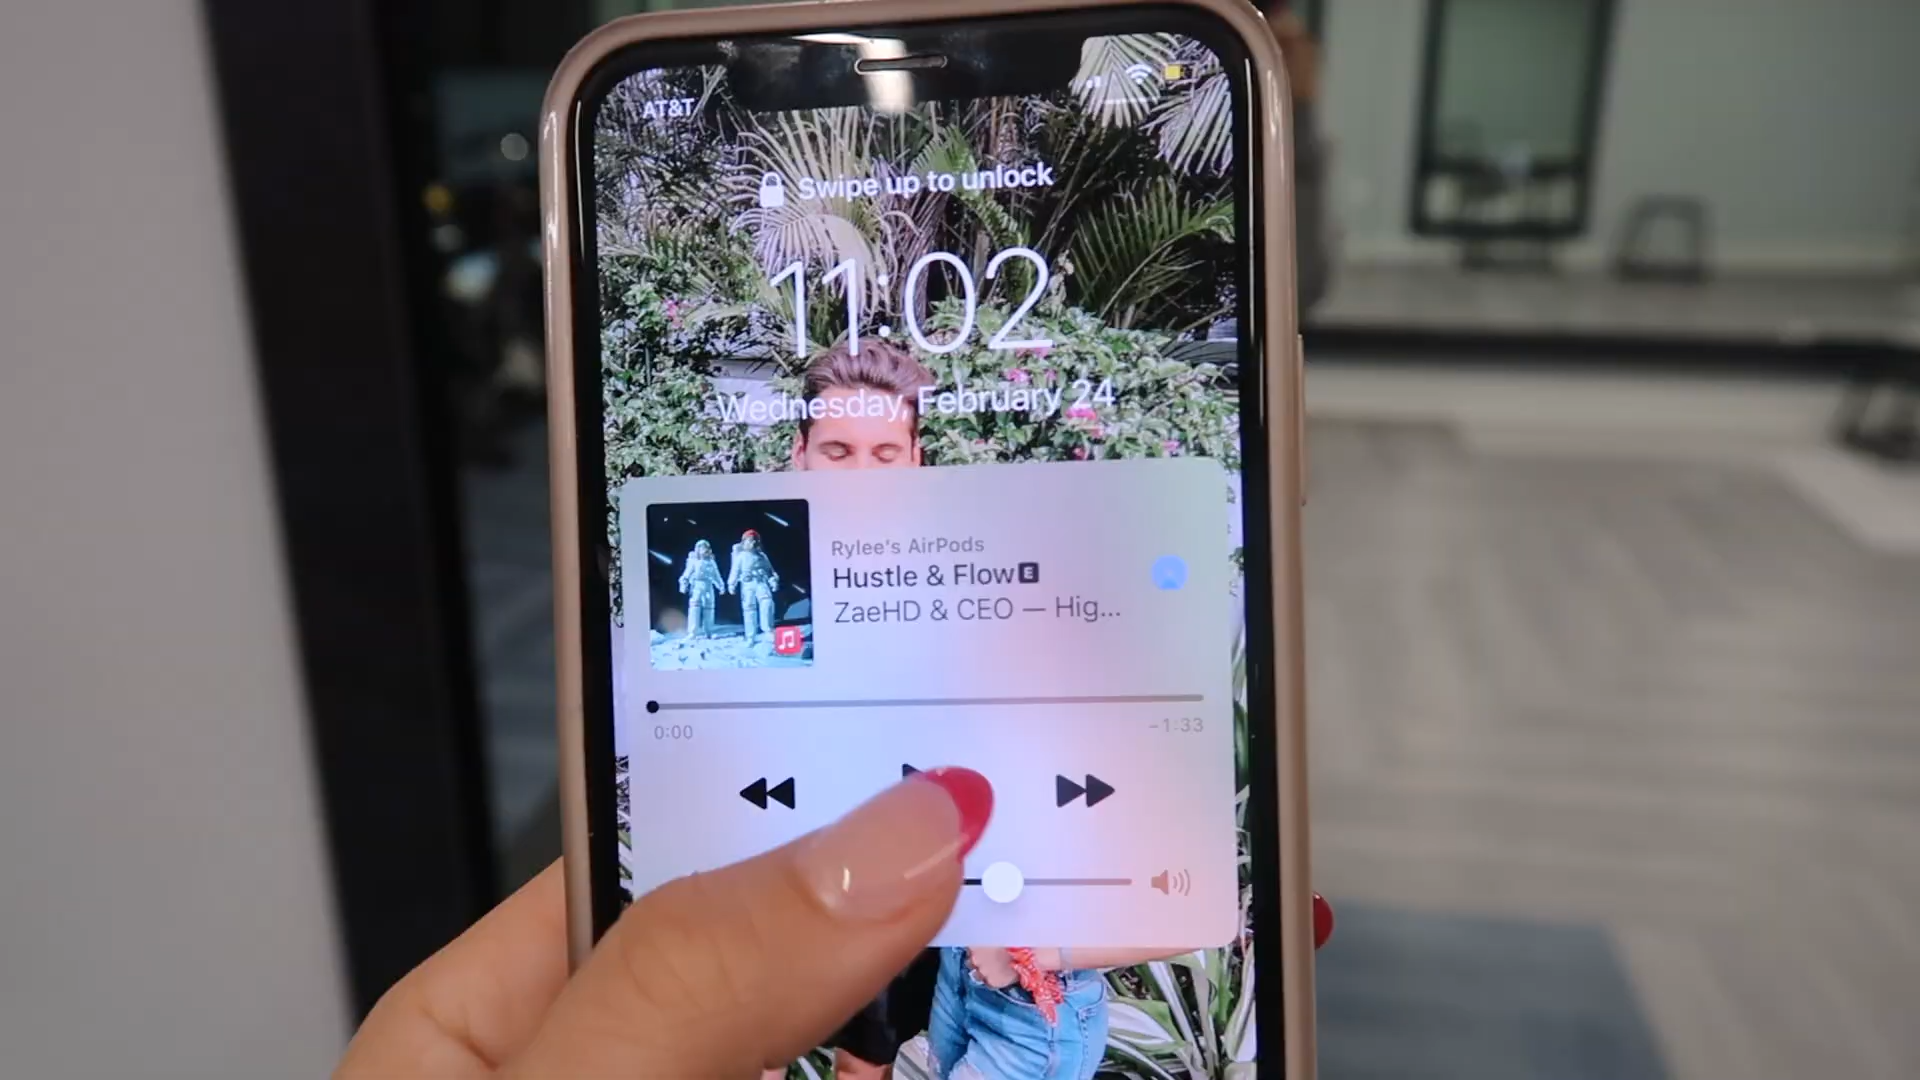 AT&T
Swipe up to unlock
11:02
Wednesday, February 24
Rylee's AirPods
Hustle & Flow E
ZaeHD & CEO — Hig...
0:00
-1:33